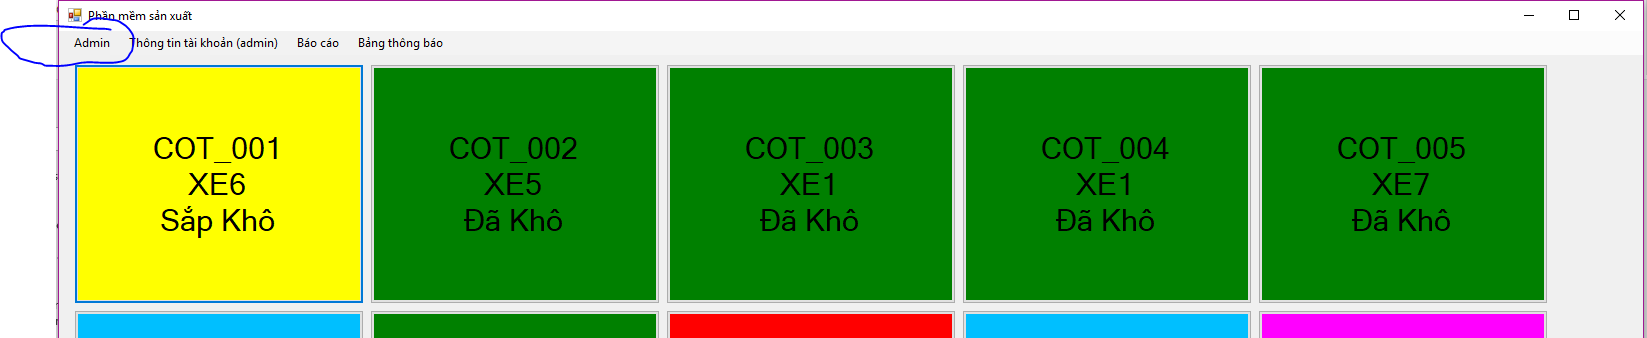 Phần mềm sản xuất
Admin Thông tin tài khoản (admin) Báo cáo Bảng thông báo
COT_001
XE6
Sắp Khô
COT_002
XE5
Đã Khô
COT_003
XE1
Đã Khô
COT_004
XE1
Đã Khô
COT_005
XE7
Đã Khô